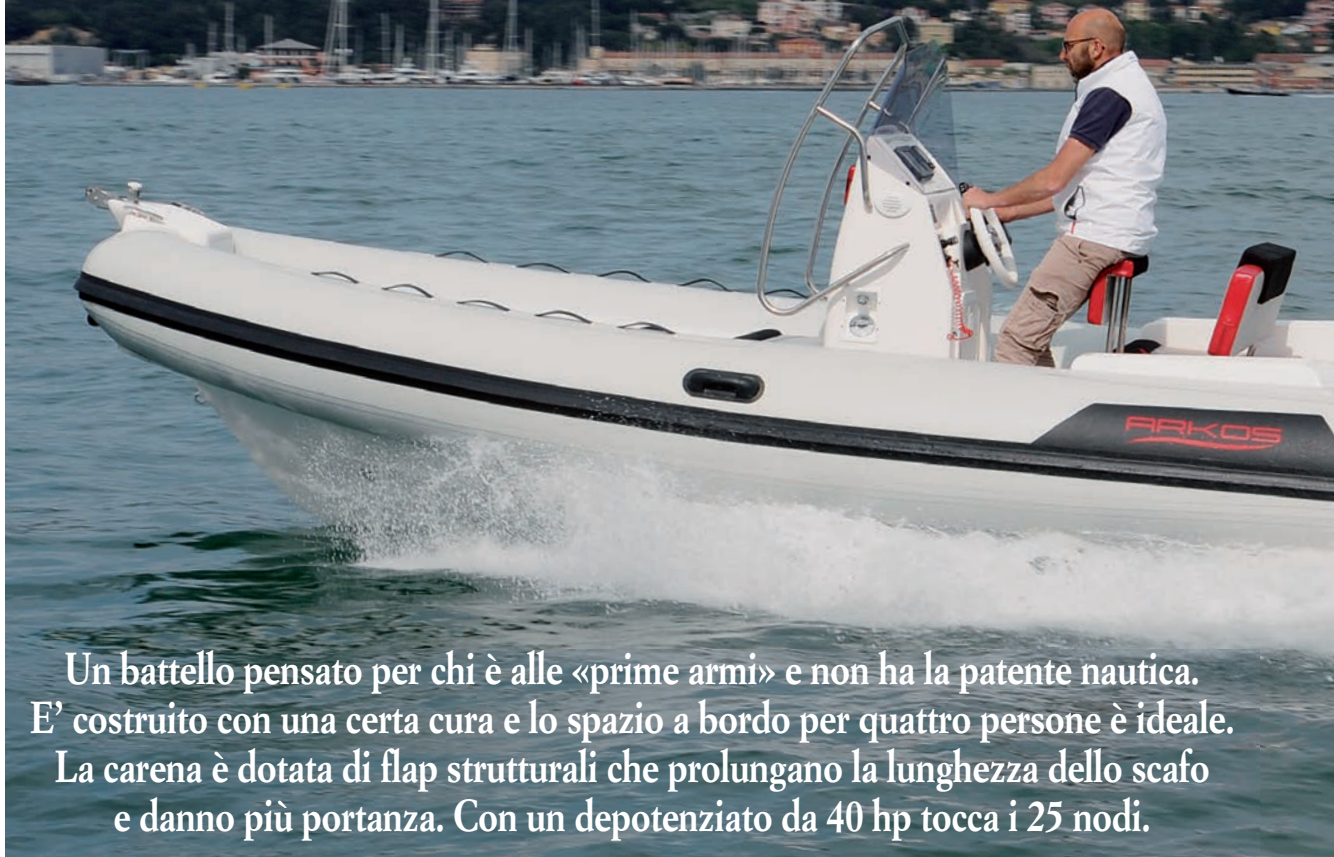 ARKOS
Un battello pensato per chi è alle «prime armi» e non ha la patente nautica.
E’ costruito con una certa cura e lo spazio a bordo per quattro persone è ideale.
La carena è dotata di flap strutturali che prolungano la lunghezza dello scafo
e danno più portanza. Con un depotenziato da 40 hp tocca i 25 nodi.